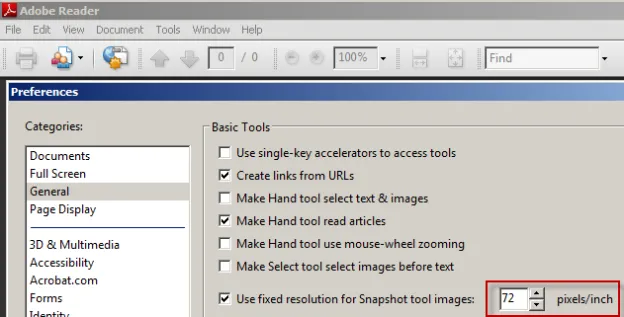 Adobe Reader
File Edit View Document Tools Window Help
0 / 0 100% Find
Preferences
Categories:
Documents
Full Screen
General
Page Display
3D & Multimedia
Accessibility
Acrobat.com
Forms
Identity
Basic Tools
Use single-key accelerators to access tools
Create links from URLs
Make Hand tool select text & images
Make Hand tool read articles
Make Hand tool use mouse-wheel zooming
Make Select tool select images before text
Use fixed resolution for Snapshot tool images: 72 pixels/inch